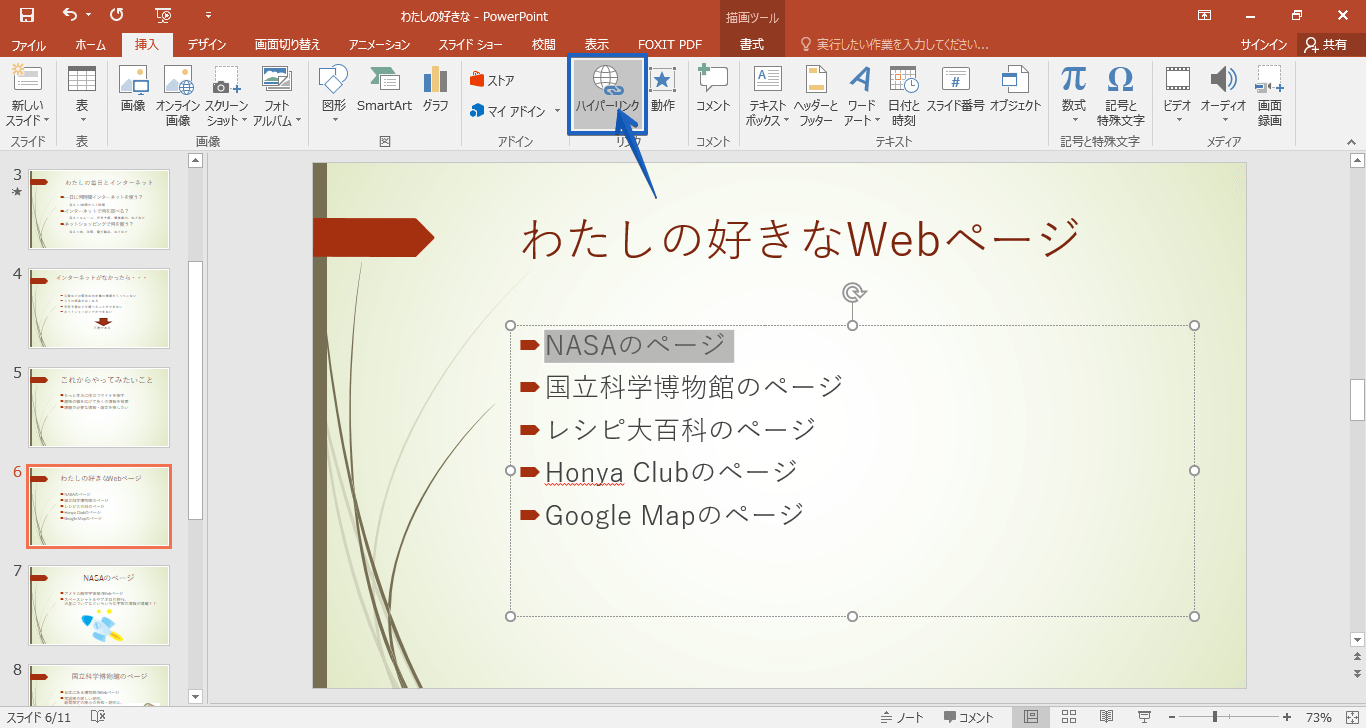 わたしの好きな - PowerPoint
描画ツール
ファイル ホーム 挿入 デザイン 画面切り替え アニメーション スライド ショー 校閲 表示 FOXIT PDF 書式 実行したい作業を入力してください... サインイン 共有
新しい
スライド
表
画像
オンライン
画像
スクリーン
ショット
フォト
アルバム
図形
SmartArt
グラフ
ストア
マイ アドイン
ハイパーリンク
動作
コメント
テキスト
ボックス
ヘッダーと
フッター
ワード
アート
日付と
時刻
スライド番号
オブジェクト
数式
記号と
特殊文字
ビデオ
オーディオ
画面
録画
スライド 表 画像 図 アドイン リンク コメント テキスト 記号と特殊文字 メディア
3
わたしの毎日とインターネット
4
インターネットがなかったら・・・
5
これからやってみたいこと
6
わたしの好きなWebページ
NASAのページ
国立科学博物館のページ
レシピ大百科のページ
Honya Clubのページ
Google Mapのページ
7
NASAのページ
8
国立科学博物館のページ
わたしの好きなWebページ
NASAのページ
国立科学博物館のページ
レシピ大百科のページ
Honya Clubのページ
Google Mapのページ
スライド 6/11 ノート コメント 73%